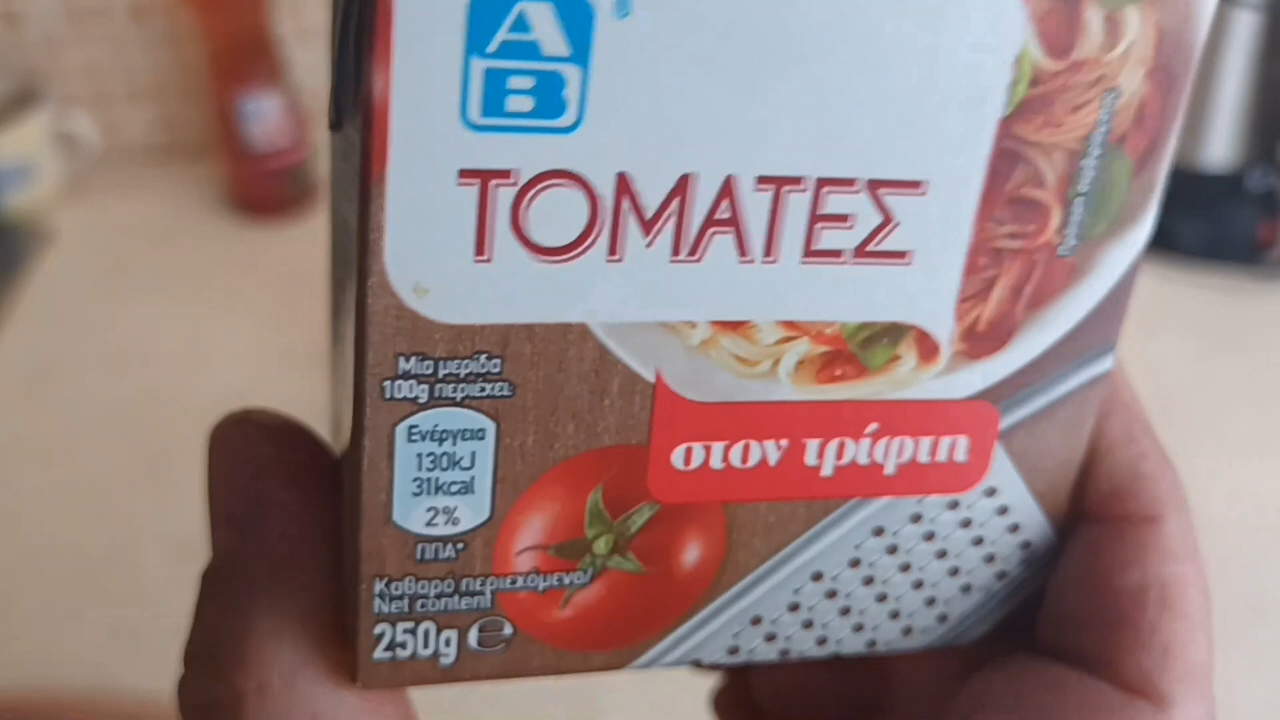 AB
ΤΟΜΑΤΕΣ
στον τρίφτη
Μία μερίδα
100g περιέχει
Ενέργεια
130kJ
31kcal
2%
ΠΠΑ*
Καθαρό περιεχόμενο/
Net content
250g e